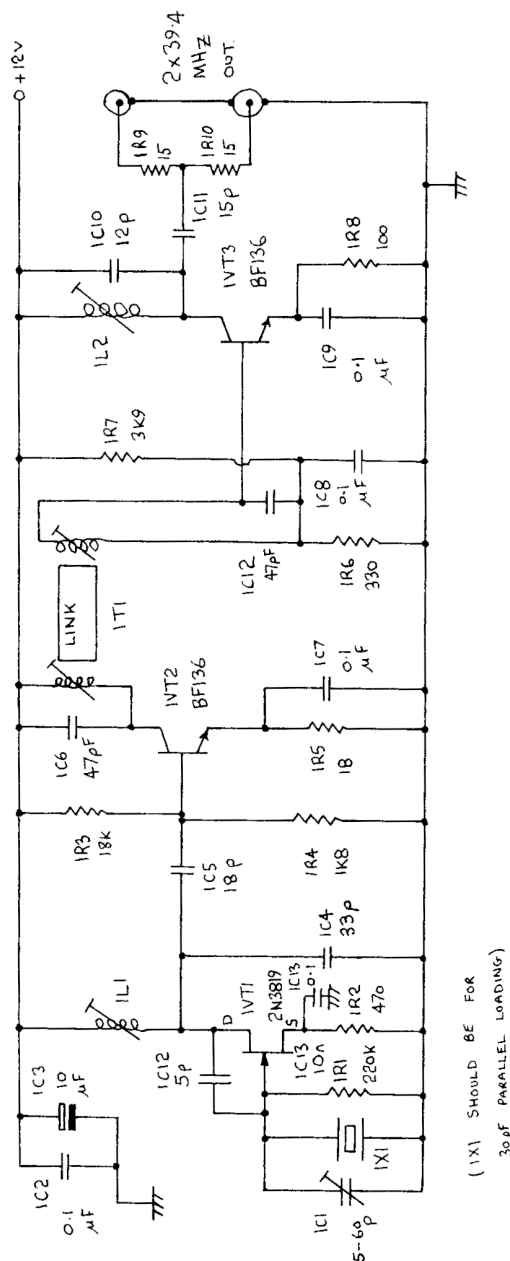 0+12V
1C2
0.1
µF
1C3
10
µF
1L1
1C12
5p
D
1VT1
2N3819
S
1C13
10n
1C13
0.1
1R1
220K
1R2
470
1X1
1C1
5-60
p
1C4
33p
1C5
18p
1R3
18K
1R4
1K8
1C6
47pF
1VT2
BF136
1R5
18
1C7
0.1
µF
LINK
1T1
1C12
47pF
1R6
330
1R7
3K9
1C8
0.1
µF
1L2
1C10
12p
1VT3
BF136
1C9
0.1
µF
1R8
100
1C11
15p
1R9
15
1R10
15
2x39.4
MHz
OUT.
(1X1 SHOULD BE FOR
30pF PARALLEL LOADING)